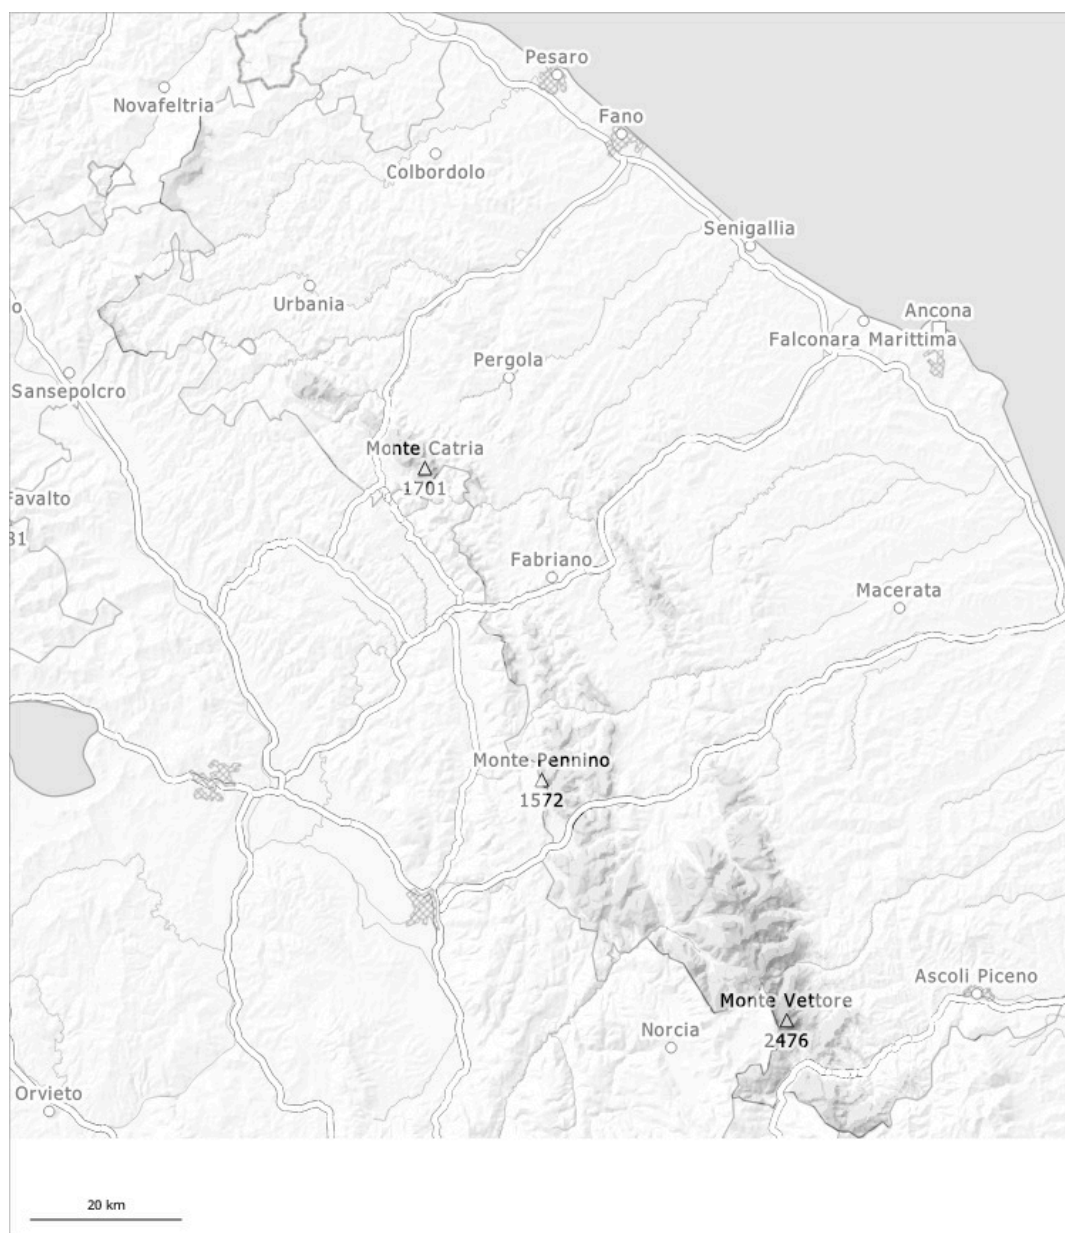 Pesaro
Novafeltria
Fano
Colbordolo
Senigallia
Urbania
o
Ancona
Falconara Marittima
Pergola
Sansepolcro
Monte Catria
1701
Favalto
31
Fabriano
Macerata
Monte Pennino
1572
Ascoli Piceno
Monte Vettore
2476
Norcia
Orvieto
20 km